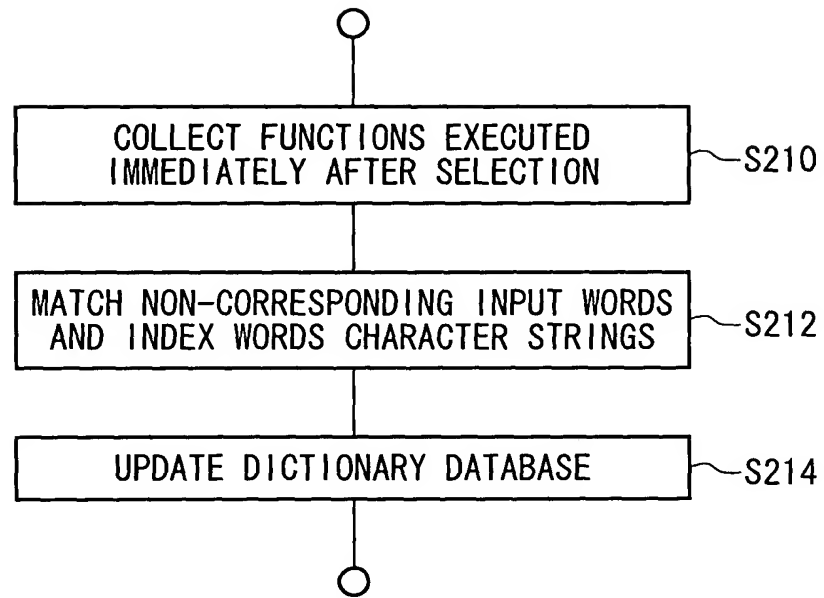 COLLECT FUNCTIONS EXECUTED
IMMEDIATELY AFTER SELECTION
S210
MATCH NON-CORRESPONDING INPUT WORDS
AND INDEX WORDS CHARACTER STRINGS
S212
UPDATE DICTIONARY DATABASE
S214